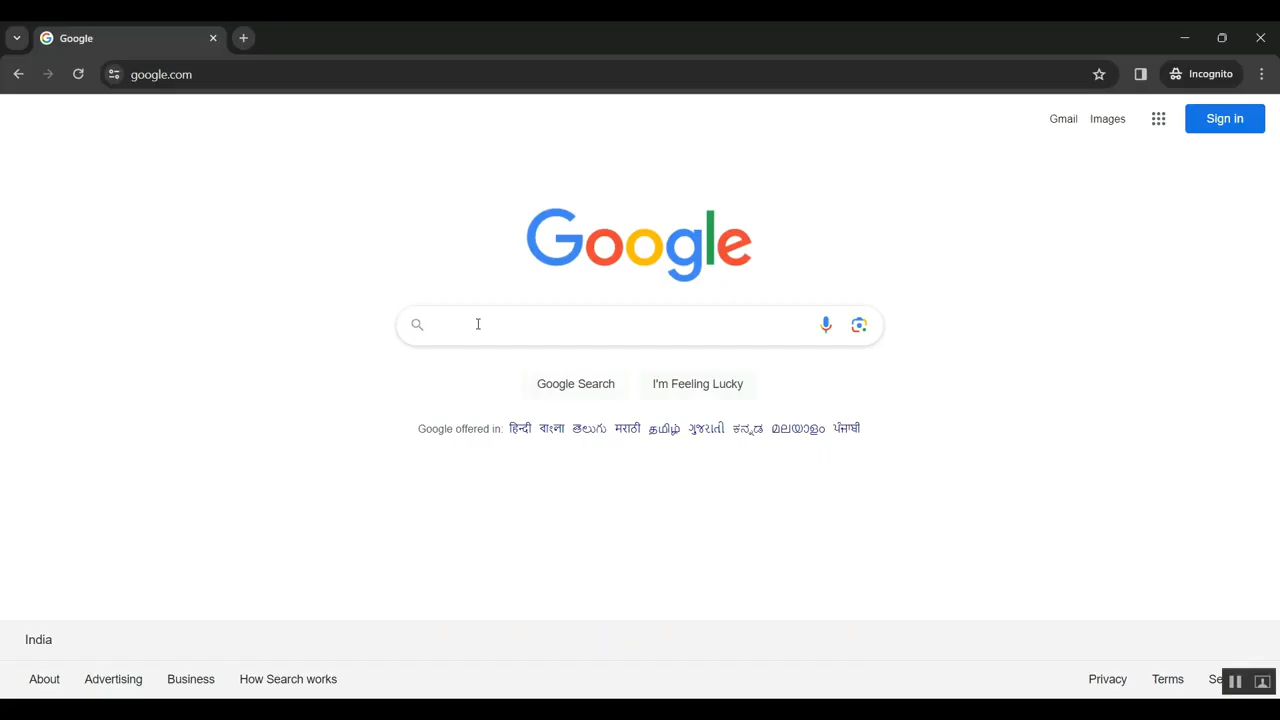 Google
google.com
Incognito
Gmail Images Sign in
Google
Google Search I'm Feeling Lucky
Google offered in: हिन्दी বাংলা తెలుగు मराठी தமிழ் ગુજરાતી ಕನ್ನಡ മലയാളം ਪੰਜਾਬੀ
India
About Advertising Business How Search works Privacy Terms Se